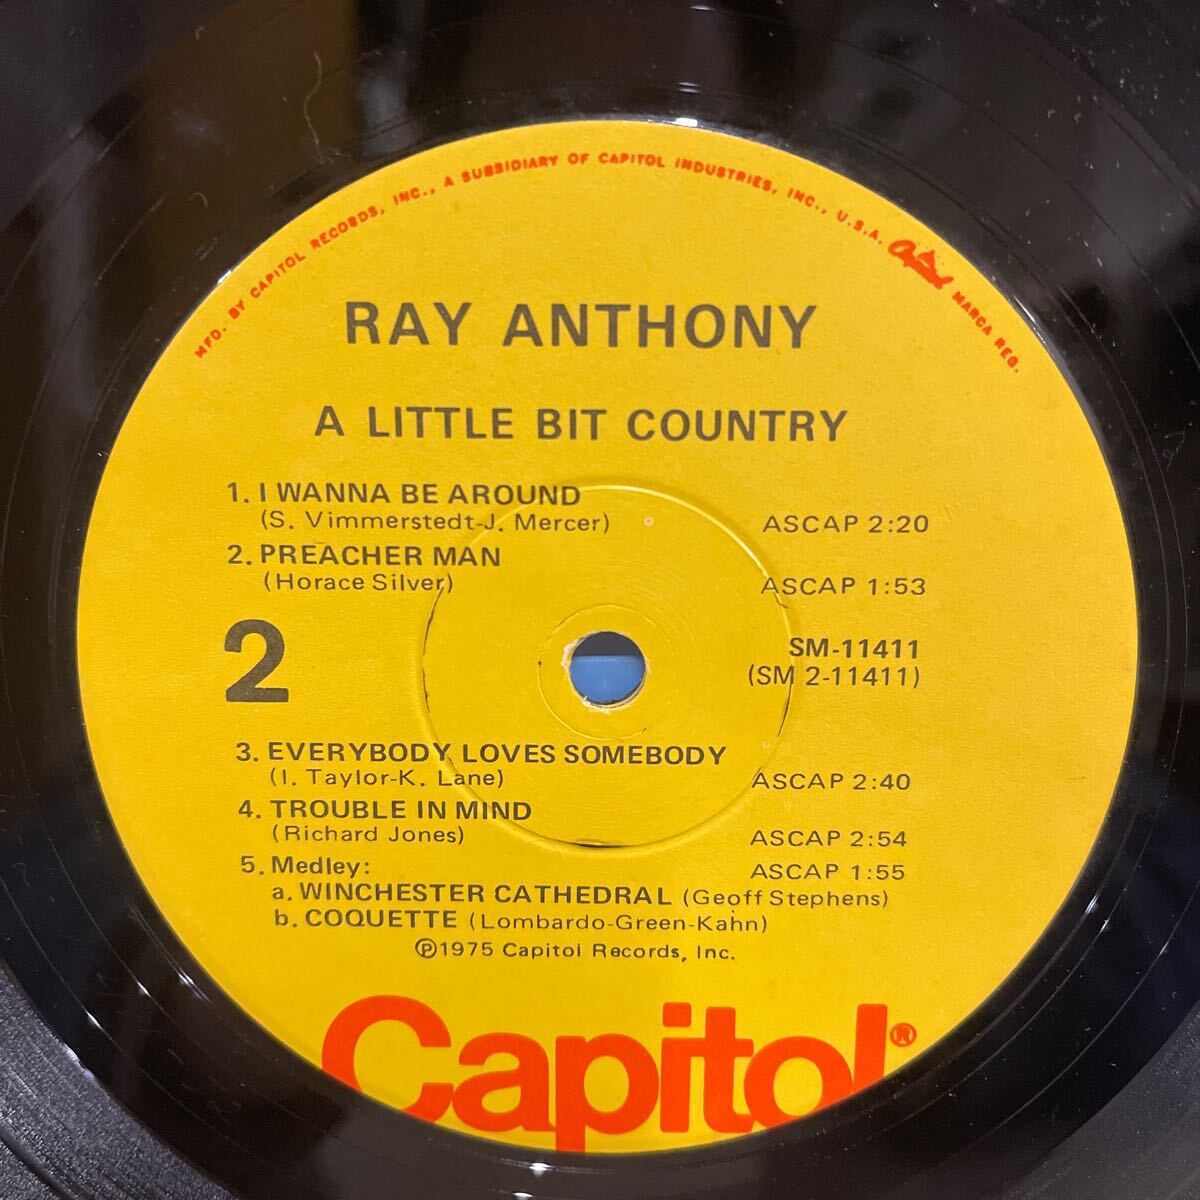 MFD. BY CAPITOL RECORDS, INC., A SUBSIDIARY OF CAPITOL INDUSTRIES, INC., U.S.A. Capitol MARCA REG.
RAY ANTHONY
A LITTLE BIT COUNTRY
1. I WANNA BE AROUND
(S. Vimmerstedt-J. Mercer) ASCAP 2:20
2. PREACHER MAN
(Horace Silver) ASCAP 1:53
2
SM-11411
(SM 2-11411)
3. EVERYBODY LOVES SOMEBODY
(I. Taylor-K. Lane) ASCAP 2:40
4. TROUBLE IN MIND
(Richard Jones) ASCAP 2:54
5. Medley: ASCAP 1:55
a. WINCHESTER CATHEDRAL (Geoff Stephens)
b. COQUETTE (Lombardo-Green-Kahn)
℗1975 Capitol Records, Inc.
Capitol®